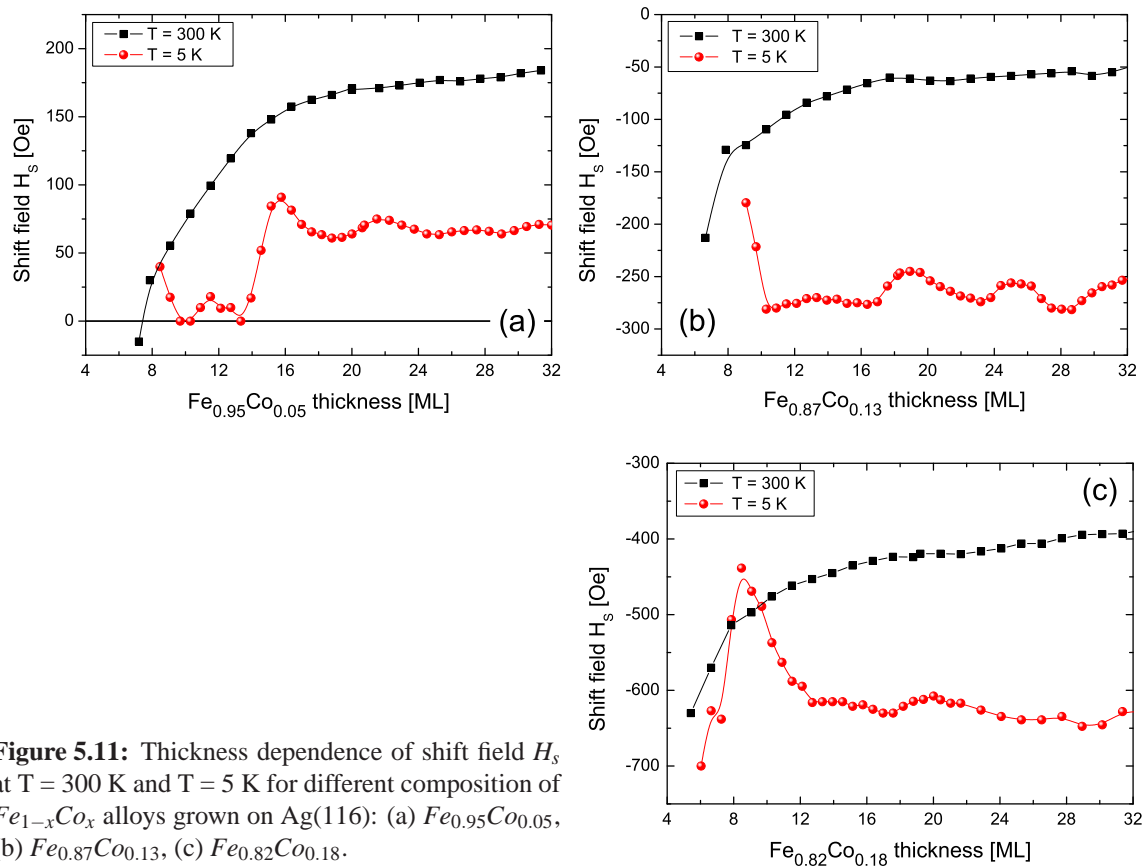 T = 300 K
T = 5 K
200
150
100
50
0
Shift field Hs [Oe]
(a)
4 8 12 16 20 24 28 32
Fe0.95Co0.05 thickness [ML]
T = 300 K
T = 5 K
0
-50
-100
-150
-200
-250
-300
Shift field Hs [Oe]
(b)
4 8 12 16 20 24 28 32
Fe0.87Co0.13 thickness [ML]
T = 300 K
T = 5 K
(c)
-300
-400
-500
-600
-700
Shift field Hs [Oe]
4 8 12 16 20 24 28 32
Fe0.82Co0.18 thickness [ML]
Figure 5.11: Thickness dependence of shift field Hs
at T = 300 K and T = 5 K for different composition of
Fe1−xCox alloys grown on Ag(116): (a) Fe0.95Co0.05,
(b) Fe0.87Co0.13, (c) Fe0.82Co0.18.